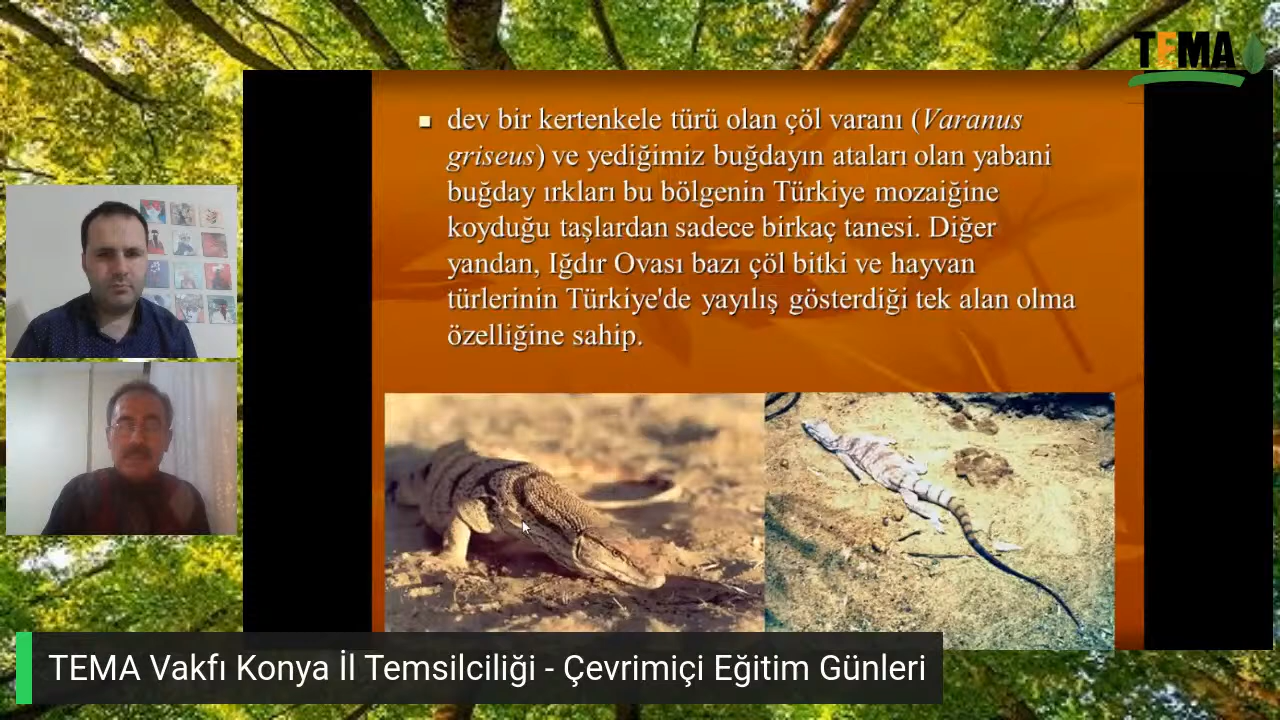 TEMA
dev bir kertenkele türü olan çöl varanı (Varanus
griseus) ve yediğimiz buğdayın ataları olan yabani
buğday ırkları bu bölgenin Türkiye mozaiğine
koyduğu taşlardan sadece birkaç tanesi. Diğer
yandan, Iğdır Ovası bazı çöl bitki ve hayvan
türlerinin Türkiye'de yayılış gösterdiği tek alan olma
özelliğine sahip.
TEMA Vakfı Konya İl Temsilciliği - Çevrimiçi Eğitim Günleri